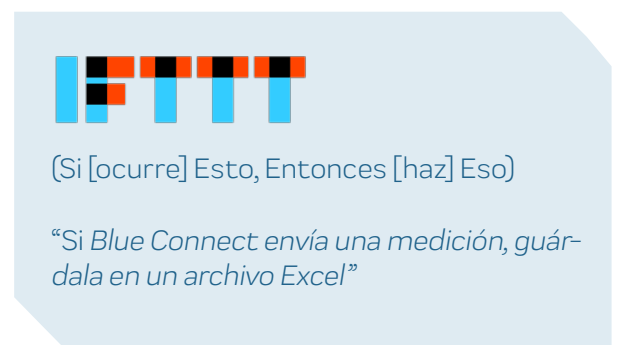 IFTTT
(Si [ocurre] Esto, Entonces [haz] Eso)
“Si Blue Connect envía una medición, guár-
dala en un archivo Excel”